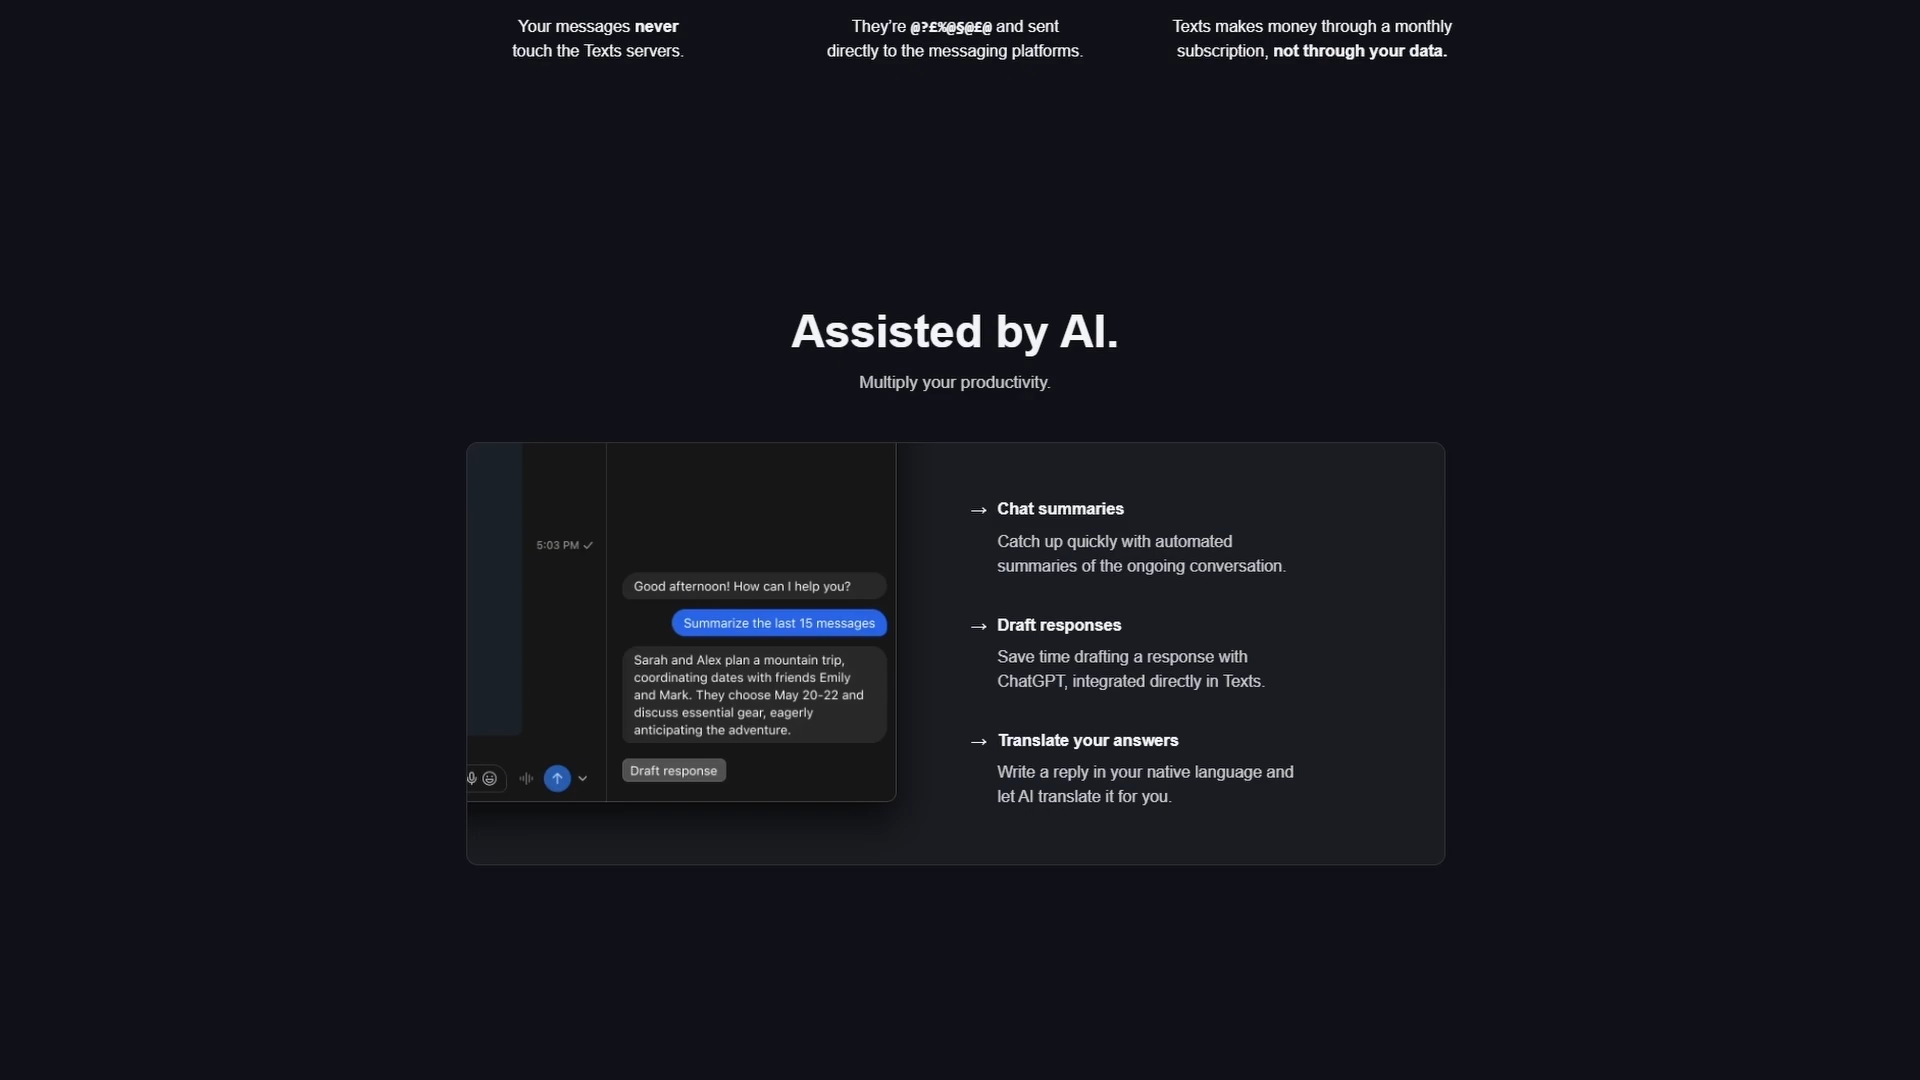 Your messages never
touch the Texts servers.
They’re @?£%@§@£@ and sent
directly to the messaging platforms.
Texts makes money through a monthly
subscription, not through your data.
Assisted by AI.
Multiply your productivity.
5:03 PM ✓
Good afternoon! How can I help you?
Summarize the last 15 messages
Sarah and Alex plan a mountain trip,
coordinating dates with friends Emily
and Mark. They choose May 20-22 and
discuss essential gear, eagerly
anticipating the adventure.
Draft response
→ Chat summaries
Catch up quickly with automated
summaries of the ongoing conversation.
→ Draft responses
Save time drafting a response with
ChatGPT, integrated directly in Texts.
→ Translate your answers
Write a reply in your native language and
let AI translate it for you.